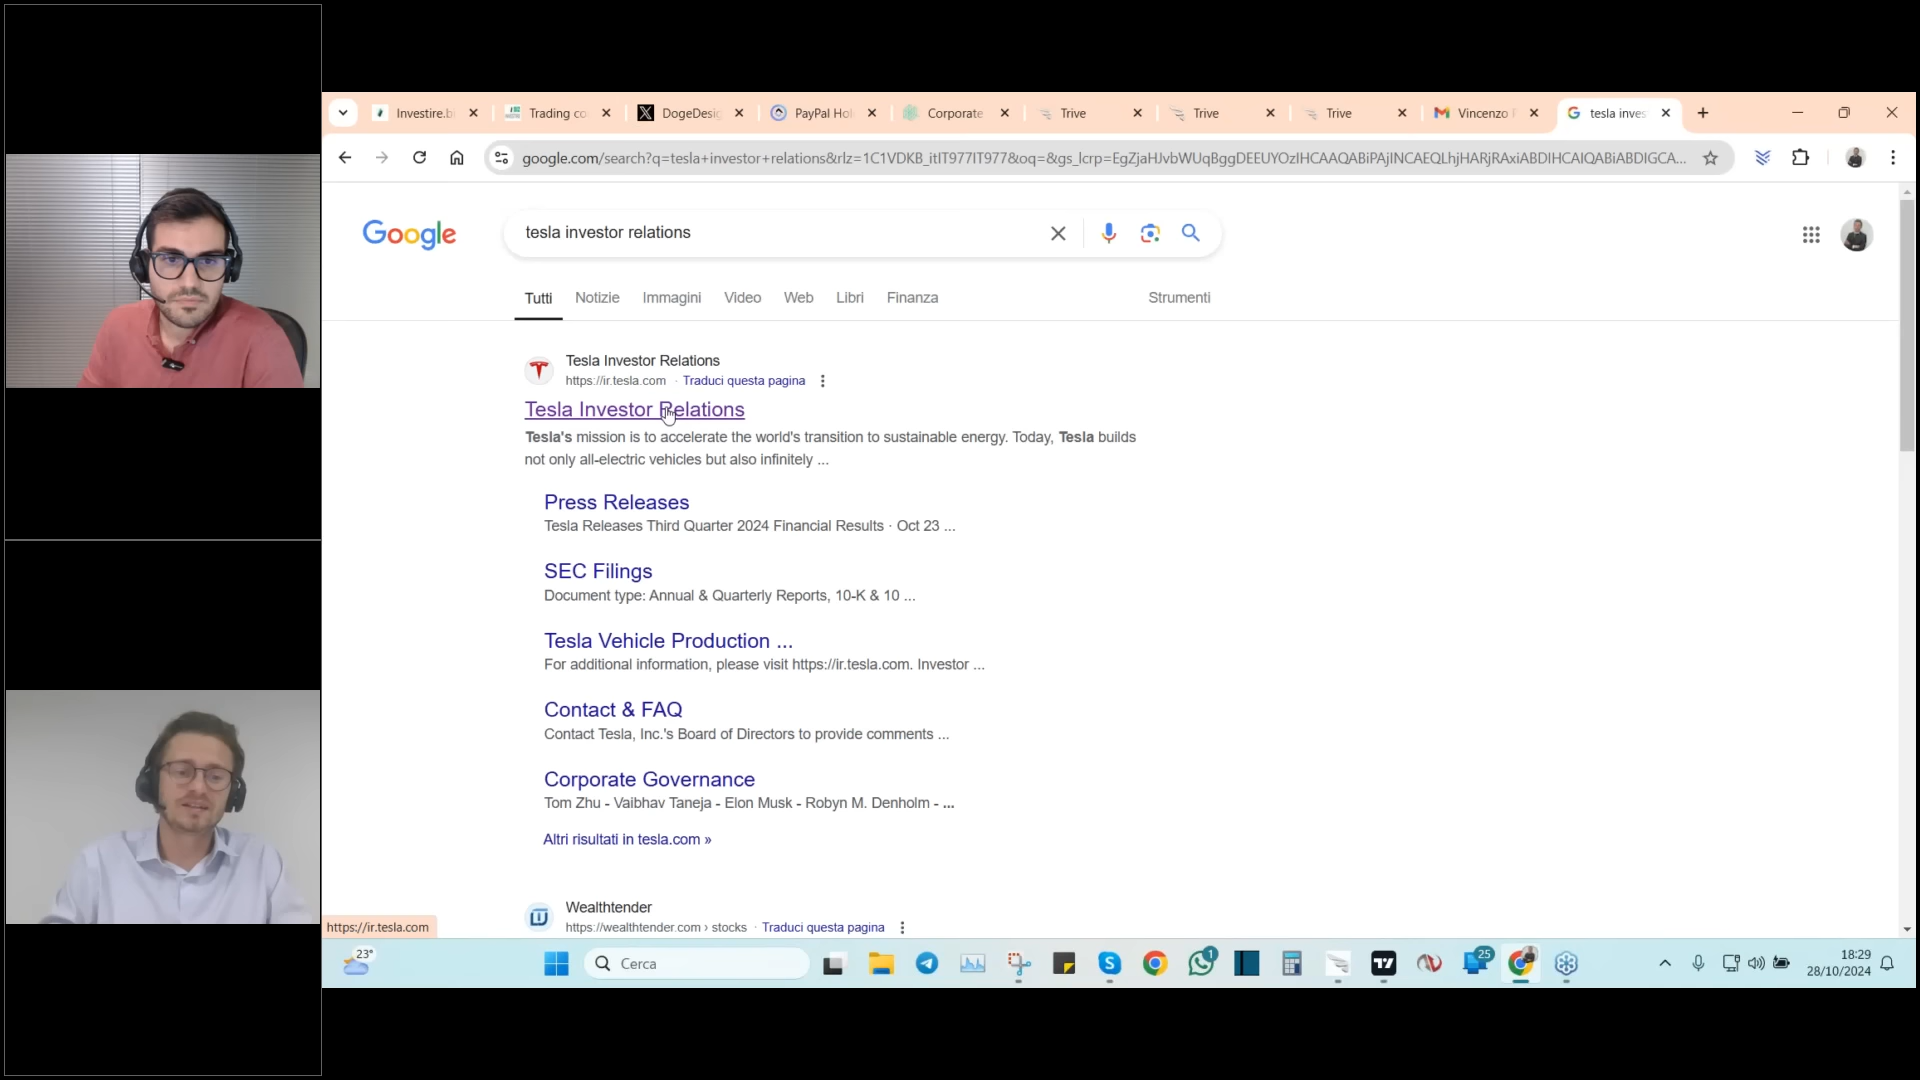 Investire.b
Trading co
DogeDesig
PayPal Hol
Corporate
Trive
Trive
Trive
Vincenzo
tesla inves
google.com/search?q=tesla+investor+relations&rlz=1C1VDKB_itIT977IT977&oq=&gs_lcrp=EgZjaHJvbWUqBggDEEUYOzIHCAAQABiPAjINCAEQLhjHARjRAxiABDIHCAIQABiABDIGCA...
Google
tesla investor relations
Tutti
Notizie
Immagini
Video
Web
Libri
Finanza
Strumenti
Tesla Investor Relations
https://ir.tesla.com · Traduci questa pagina
Tesla Investor Relations
Tesla's mission is to accelerate the world's transition to sustainable energy. Today, Tesla builds
not only all-electric vehicles but also infinitely ...
Press Releases
Tesla Releases Third Quarter 2024 Financial Results · Oct 23 ...
SEC Filings
Document type: Annual & Quarterly Reports, 10-K & 10 ...
Tesla Vehicle Production ...
For additional information, please visit https://ir.tesla.com. Investor ...
Contact & FAQ
Contact Tesla, Inc.'s Board of Directors to provide comments ...
Corporate Governance
Tom Zhu - Vaibhav Taneja - Elon Musk - Robyn M. Denholm - ...
Altri risultati in tesla.com »
Wealthtender
https://wealthtender.com › stocks · Traduci questa pagina
https://ir.tesla.com
23°
Cerca
1
25
18:29
28/10/2024